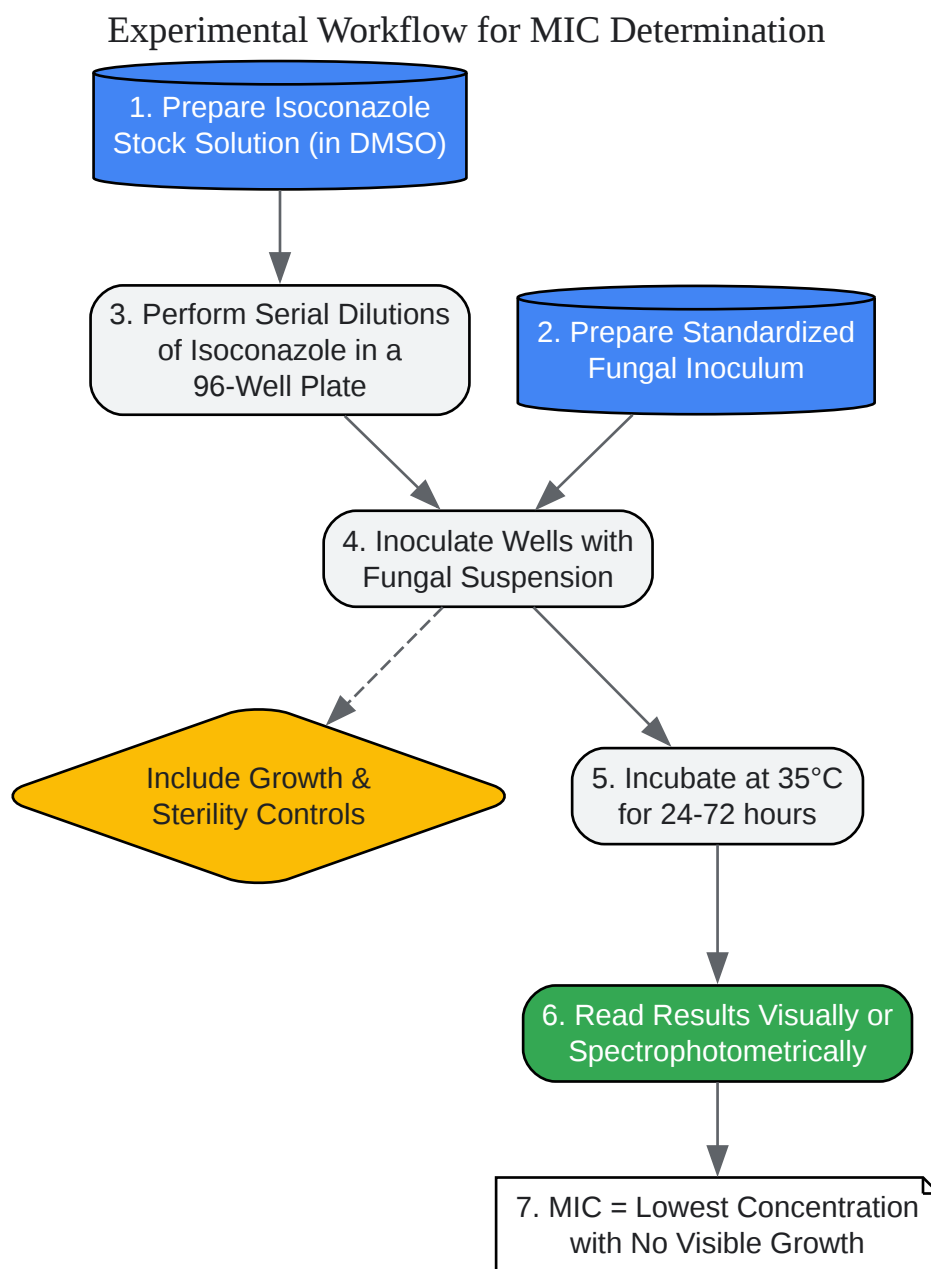 Experimental Workflow for MIC Determination
1. Prepare Isoconazole
Stock Solution (in DMSO)
3. Perform Serial Dilutions
of Isoconazole in a
96-Well Plate
2. Prepare Standardized
Fungal Inoculum
4. Inoculate Wells with
Fungal Suspension
Include Growth &
Sterility Controls
5. Incubate at 35°C
for 24-72 hours
6. Read Results Visually or
Spectrophotometrically
7. MIC = Lowest Concentration
with No Visible Growth